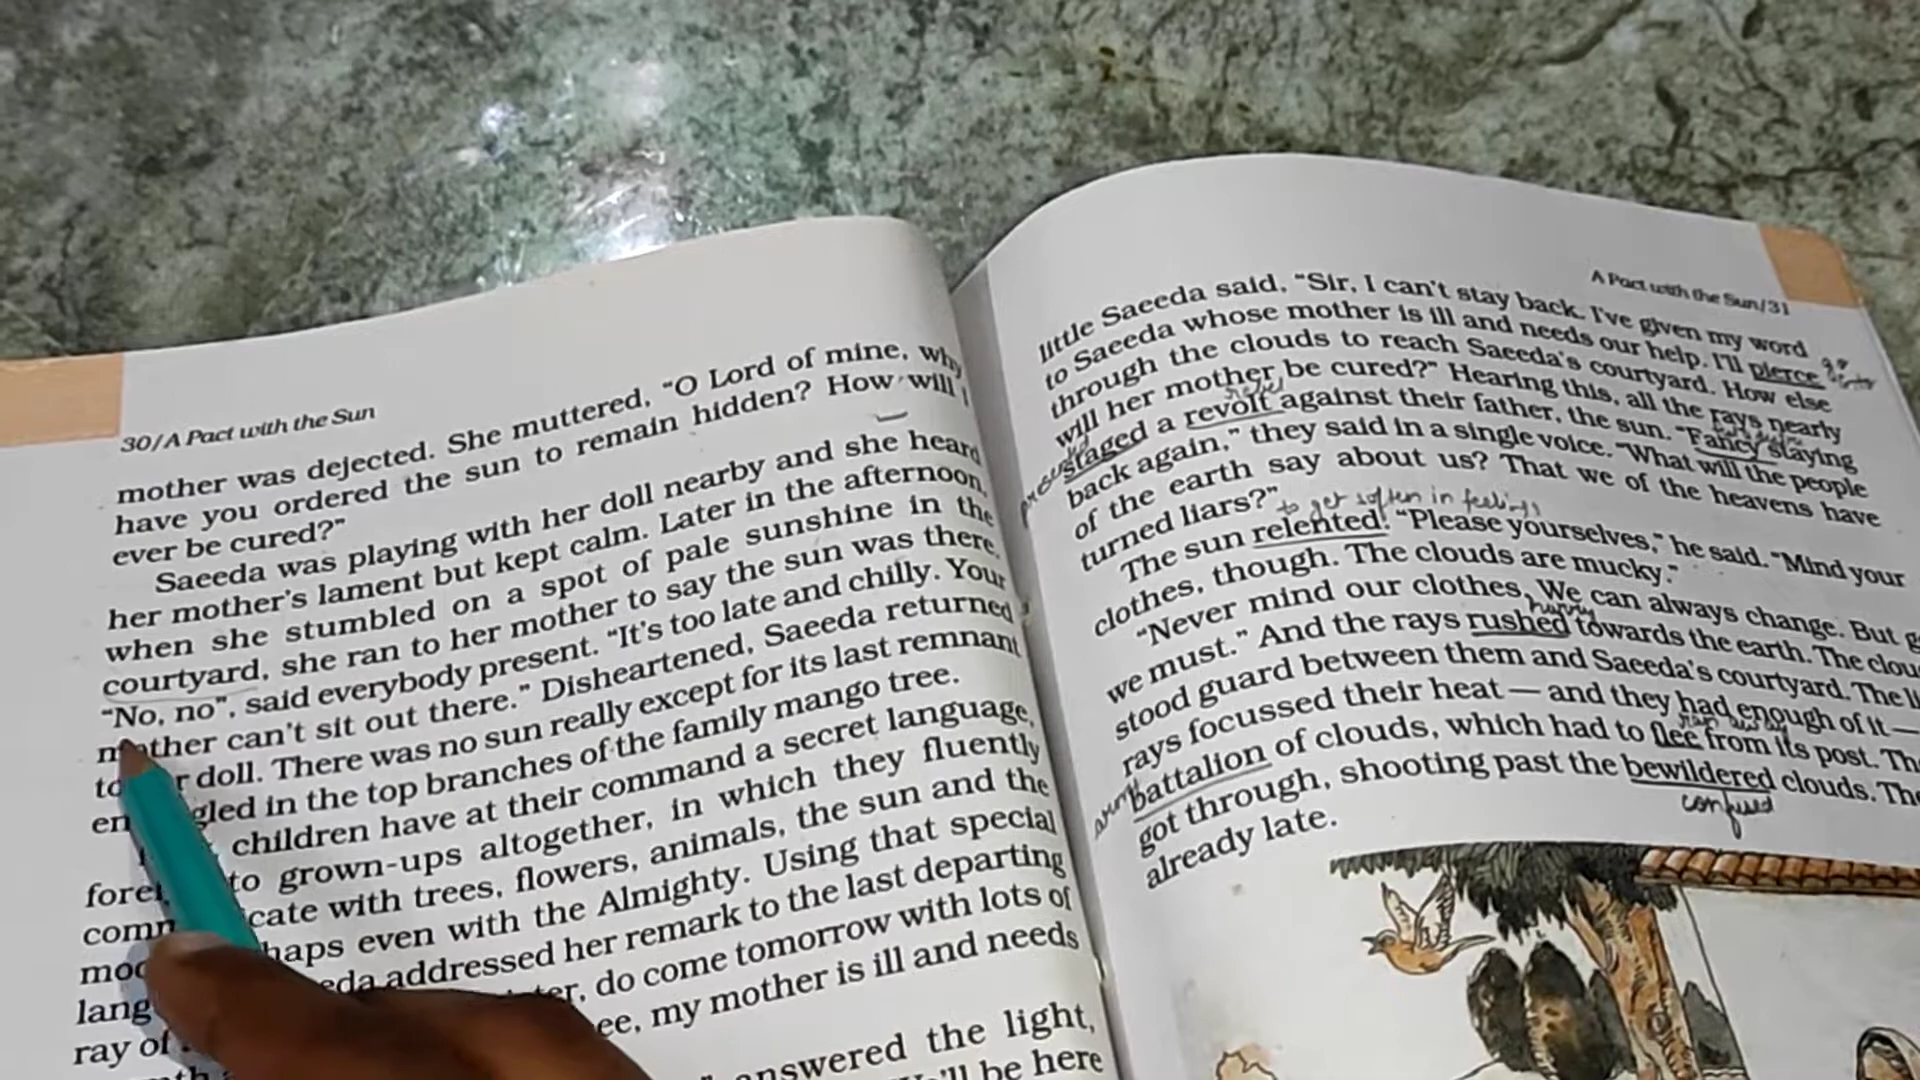 30/A Pact with the Sun
mother was dejected. She muttered, "O Lord of mine, why
have you ordered the sun to remain hidden? How will I
ever be cured?"
Saeeda was playing with her doll nearby and she heard
her mother's lament but kept calm. Later in the afternoon,
when she stumbled on a spot of pale sunshine in the
courtyard, she ran to her mother to say the sun was there.
"No, no", said everybody present. "It's too late and chilly. Your
mother can't sit out there." Disheartened, Saeeda returned
doll. There was no sun really except for its last remnant
in the top branches of the family mango tree.
children have at their command a secret language,
to grown-ups altogether, in which they fluently
with trees, flowers, animals, the sun and the
even with the Almighty. Using that special
addressed her remark to the last departing
ray of do come tomorrow with lots of
my mother is ill and needs
answered the light,
be here
A Pact with the Sun/31
little Saeeda said, "Sir, I can't stay back. I've given my word
to Saeeda whose mother is ill and needs our help. I'll pierce
through the clouds to reach Saeeda's courtyard. How else
will her mother be cured?" Hearing this, all the rays nearly
staged a revolt against their father, the sun. "Fancy staying
back again," they said in a single voice. "What will the people
of the earth say about us? That we of the heavens have
turned liars?"
to get soften in feelings
The sun relented. "Please yourselves," he said. "Mind your
clothes, though. The clouds are mucky."
"Never mind our clothes. We can always change. But
hurry
we must." And the rays rushed towards the earth. The
stood guard between them and Saeeda's courtyard. The
rays focussed their heat — and they had enough of it —
run away
battalion of clouds, which had to flee from its post. The
got through, shooting past the bewildered clouds.
confused
already late.